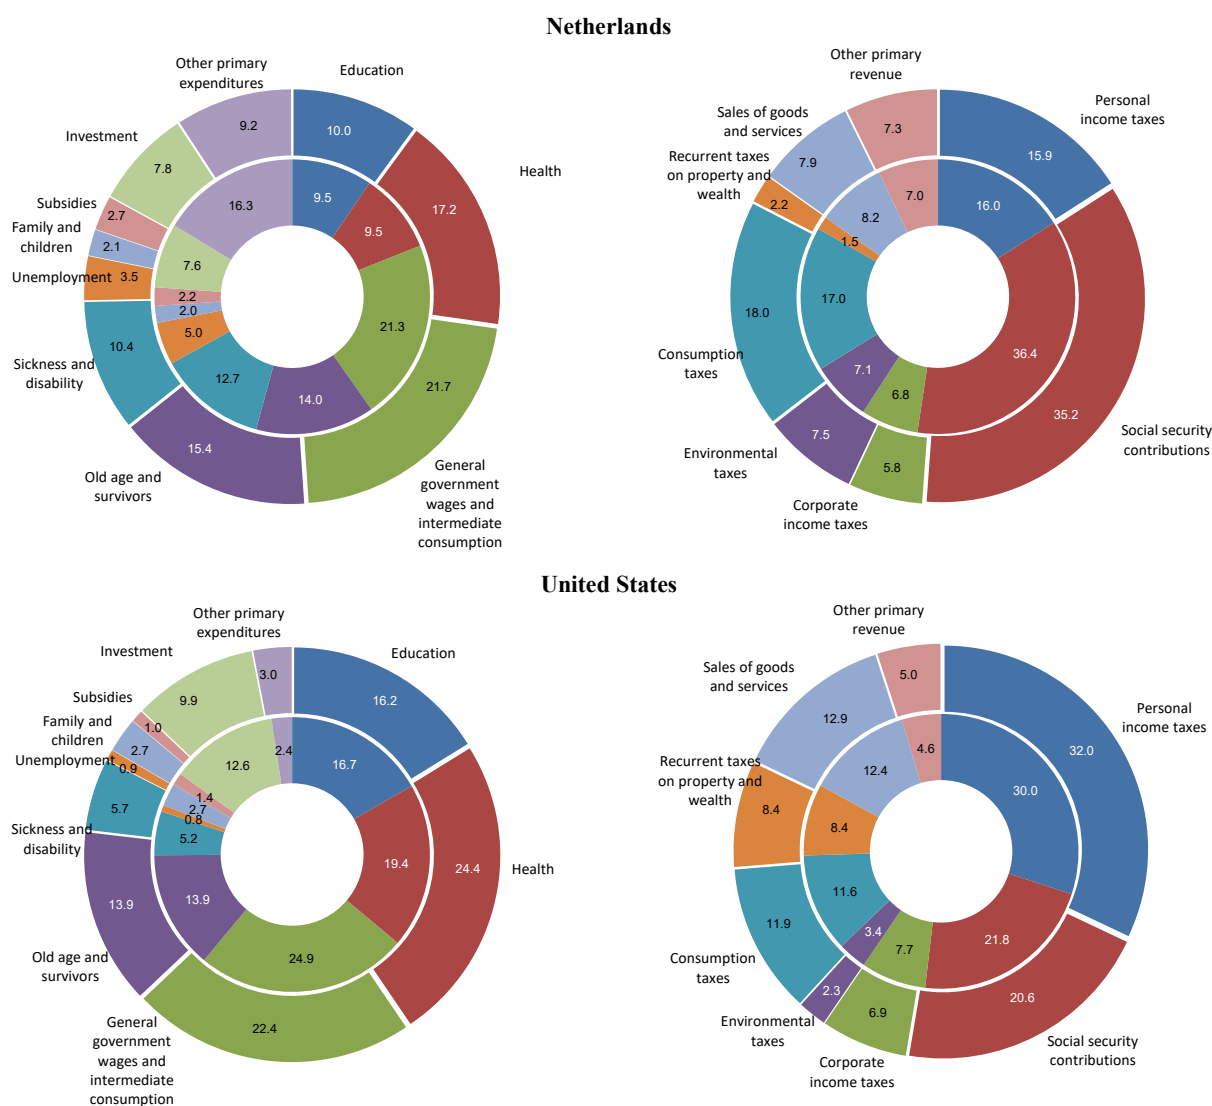 Netherlands
Other primary
expenditures
Education
Investment
Health
Subsidies
Family and
children
Unemployment
Sickness and
disability
Old age and
survivors
General
government
wages and
intermediate
consumption
10.0
17.2
21.7
15.4
10.4
3.5
2.1
2.7
7.8
9.2
9.5
9.5
21.3
14.0
12.7
5.0
2.0
2.2
7.6
16.3
Other primary
revenue
Personal
income taxes
Sales of goods
and services
Recurrent taxes
on property and
wealth
Consumption
taxes
Environmental
taxes
Corporate
income taxes
Social security
contributions
15.9
35.2
5.8
7.5
18.0
2.2
7.9
7.3
16.0
36.4
6.8
7.1
17.0
1.5
8.2
7.0
United States
Other primary
expenditures
Education
Investment
Subsidies
Family and
children
Unemployment
Sickness and
disability
Health
Old age and
survivors
General
government
wages and
intermediate
consumption
16.2
24.4
22.4
13.9
5.7
0.9
2.7
1.0
9.9
3.0
16.7
19.4
24.9
13.9
5.2
0.8
2.7
1.4
12.6
2.4
Other primary
revenue
Sales of goods
and services
Personal
income taxes
Recurrent taxes
on property and
wealth
Consumption
taxes
Environmental
taxes
Corporate
income taxes
Social security
contributions
32.0
20.6
6.9
2.3
11.9
8.4
12.9
5.0
30.0
21.8
7.7
3.4
11.6
8.4
12.4
4.6